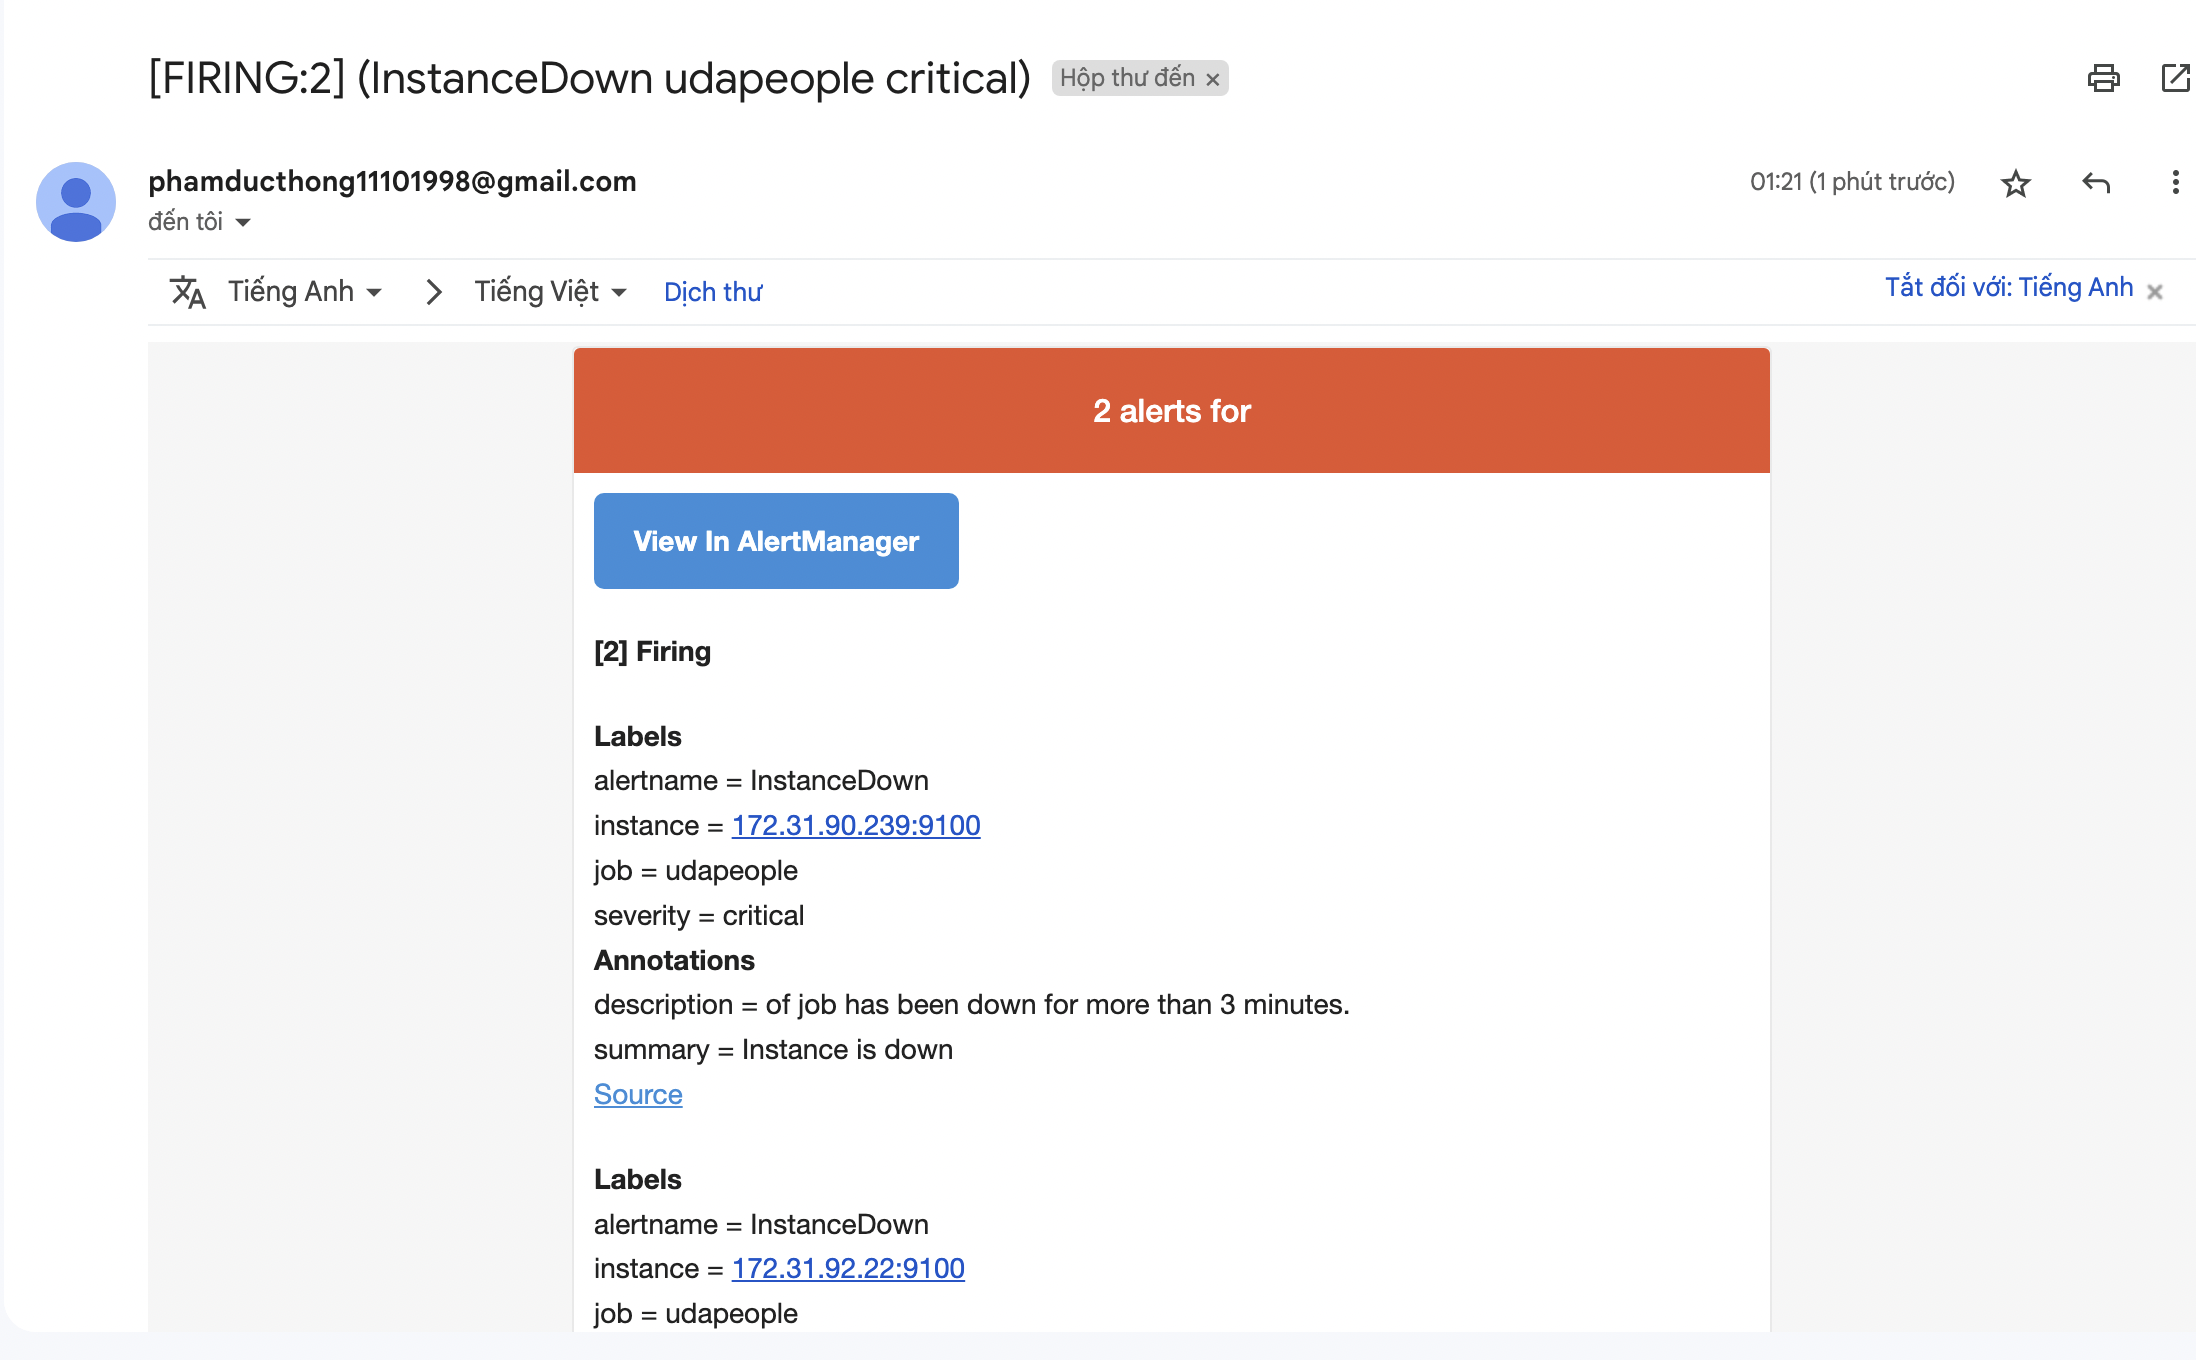 [FIRING:2] (InstanceDown udapeople critical) Hộp thư đến ×
phamducthong11101998@gmail.com
01:21 (1 phút trước)
đến tôi
Tiếng Anh > Tiếng Việt Dịch thư
Tắt đối với: Tiếng Anh ×
2 alerts for
View In AlertManager
[2] Firing
Labels
alertname = InstanceDown
instance = 172.31.90.239:9100
job = udapeople
severity = critical
Annotations
description = of job has been down for more than 3 minutes.
summary = Instance is down
Source
Labels
alertname = InstanceDown
instance = 172.31.92.22:9100
job = udapeople